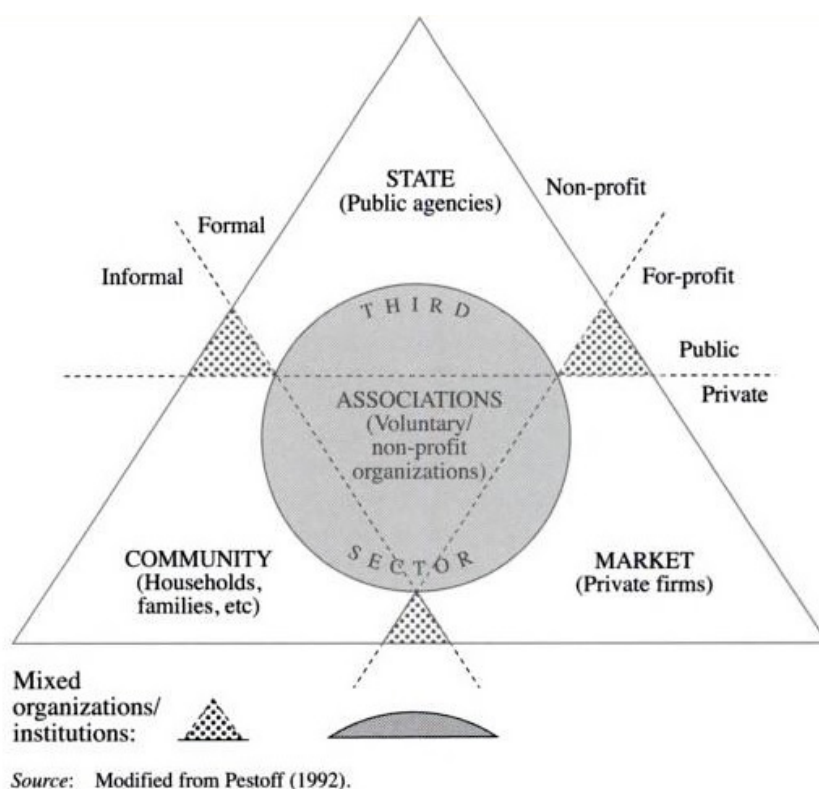 STATE
(Public agencies)
Non-profit
Formal
Informal
For-profit
THIRD
Public
Private
ASSOCIATIONS
(Voluntary/
non-profit
organizations)
SECTOR
COMMUNITY
(Households,
families, etc)
MARKET
(Private firms)
Mixed
organizations/
institutions:
Source: Modified from Pestoff (1992).